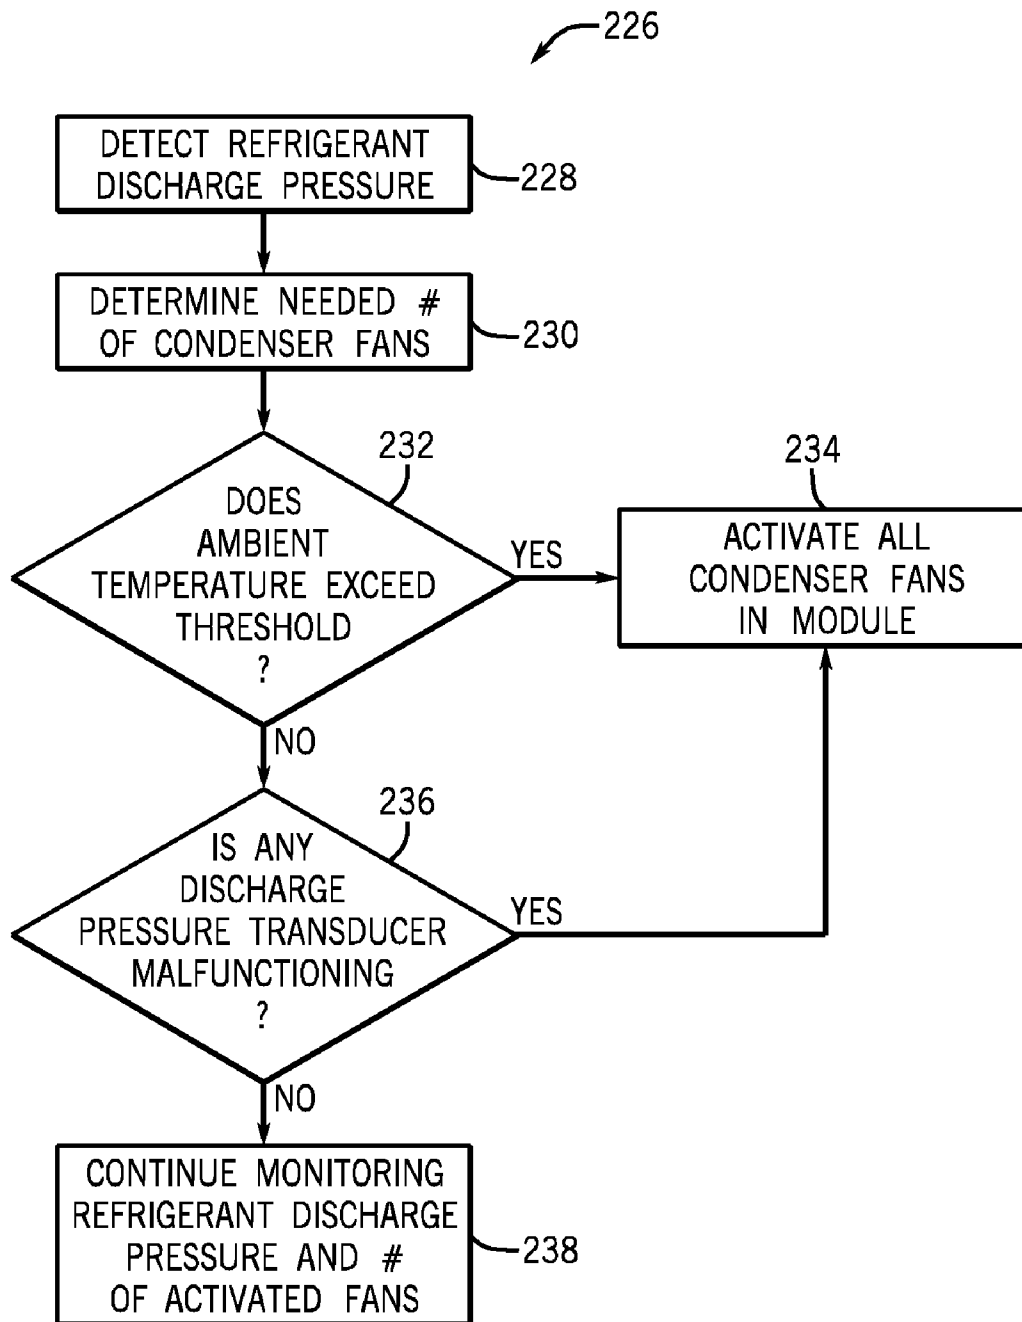 226
DETECT REFRIGERANT
DISCHARGE PRESSURE
228
DETERMINE NEEDED #
OF CONDENSER FANS
230
232
DOES
AMBIENT
TEMPERATURE EXCEED
THRESHOLD
?
YES
234
ACTIVATE ALL
CONDENSER FANS
IN MODULE
NO
236
IS ANY
DISCHARGE
PRESSURE TRANSDUCER
MALFUNCTIONING
?
YES
NO
CONTINUE MONITORING
REFRIGERANT DISCHARGE
PRESSURE AND #
OF ACTIVATED FANS
238